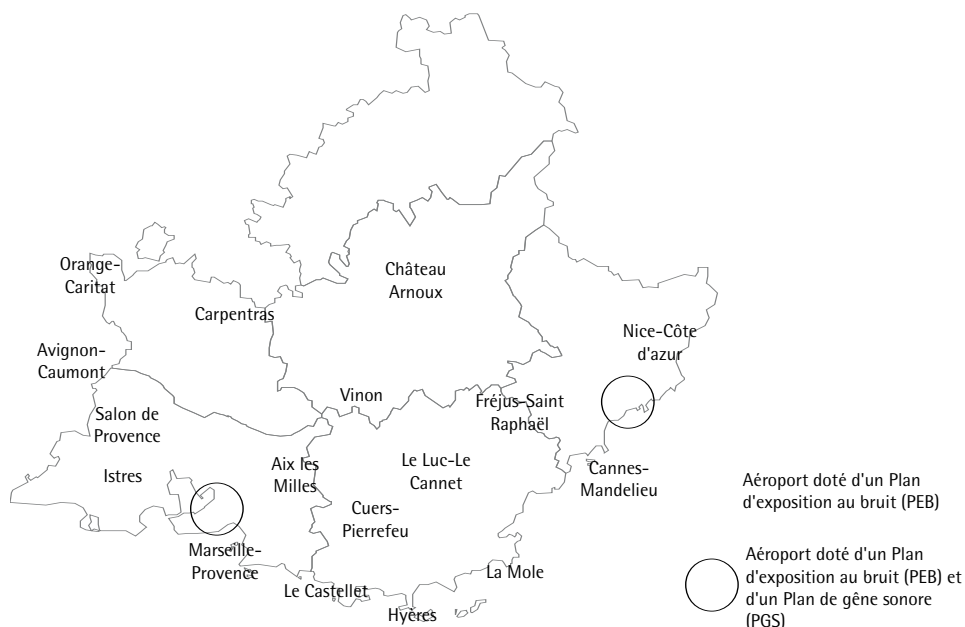 Orange-
Caritat
Carpentras
Château
Arnoux
Nice-Côte
d'azur
Avignon-
Caumont
Vinon
Fréjus-Saint
Raphaël
Salon de
Provence
Istres
Aix les
Milles
Le Luc-Le
Cannet
Cannes-
Mandelieu
Cuers-
Pierrefeu
Marseille-
Provence
Le Castellet
La Mole
Hyères
Aéroport doté d'un Plan
d'exposition au bruit (PEB)
Aéroport doté d'un Plan
d'exposition au bruit (PEB) et
d'un Plan de gêne sonore
(PGS)